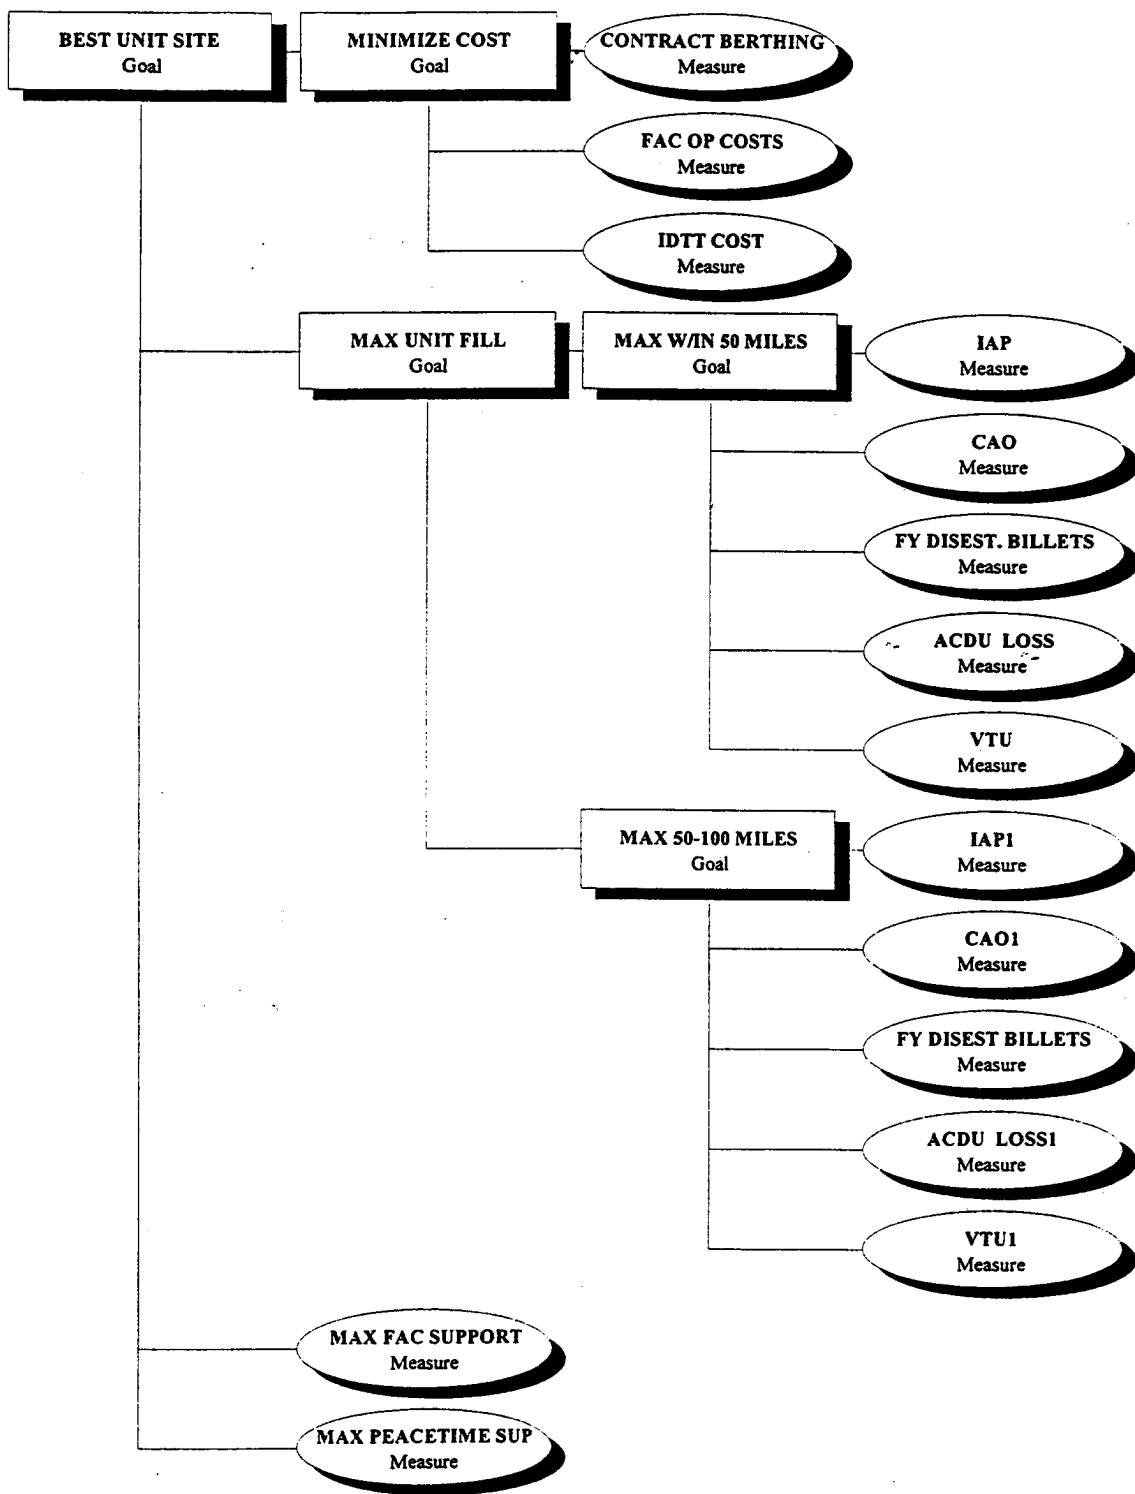 BEST UNIT SITE
Goal
MINIMIZE COST
Goal
CONTRACT BERTHING
Measure
FAC OP COSTS
Measure
IDTT COST
Measure
MAX UNIT FILL
Goal
MAX W/IN 50 MILES
Goal
IAP
Measure
CAO
Measure
FY DISEST. BILLETS
Measure
ACDU LOSS
Measure
VTU
Measure
MAX 50-100 MILES
Goal
IAP1
Measure
CAO1
Measure
FY DISEST BILLETS
Measure
ACDU LOSS1
Measure
VTU1
Measure
MAX FAC SUPPORT
Measure
MAX PEACETIME SUP
Measure